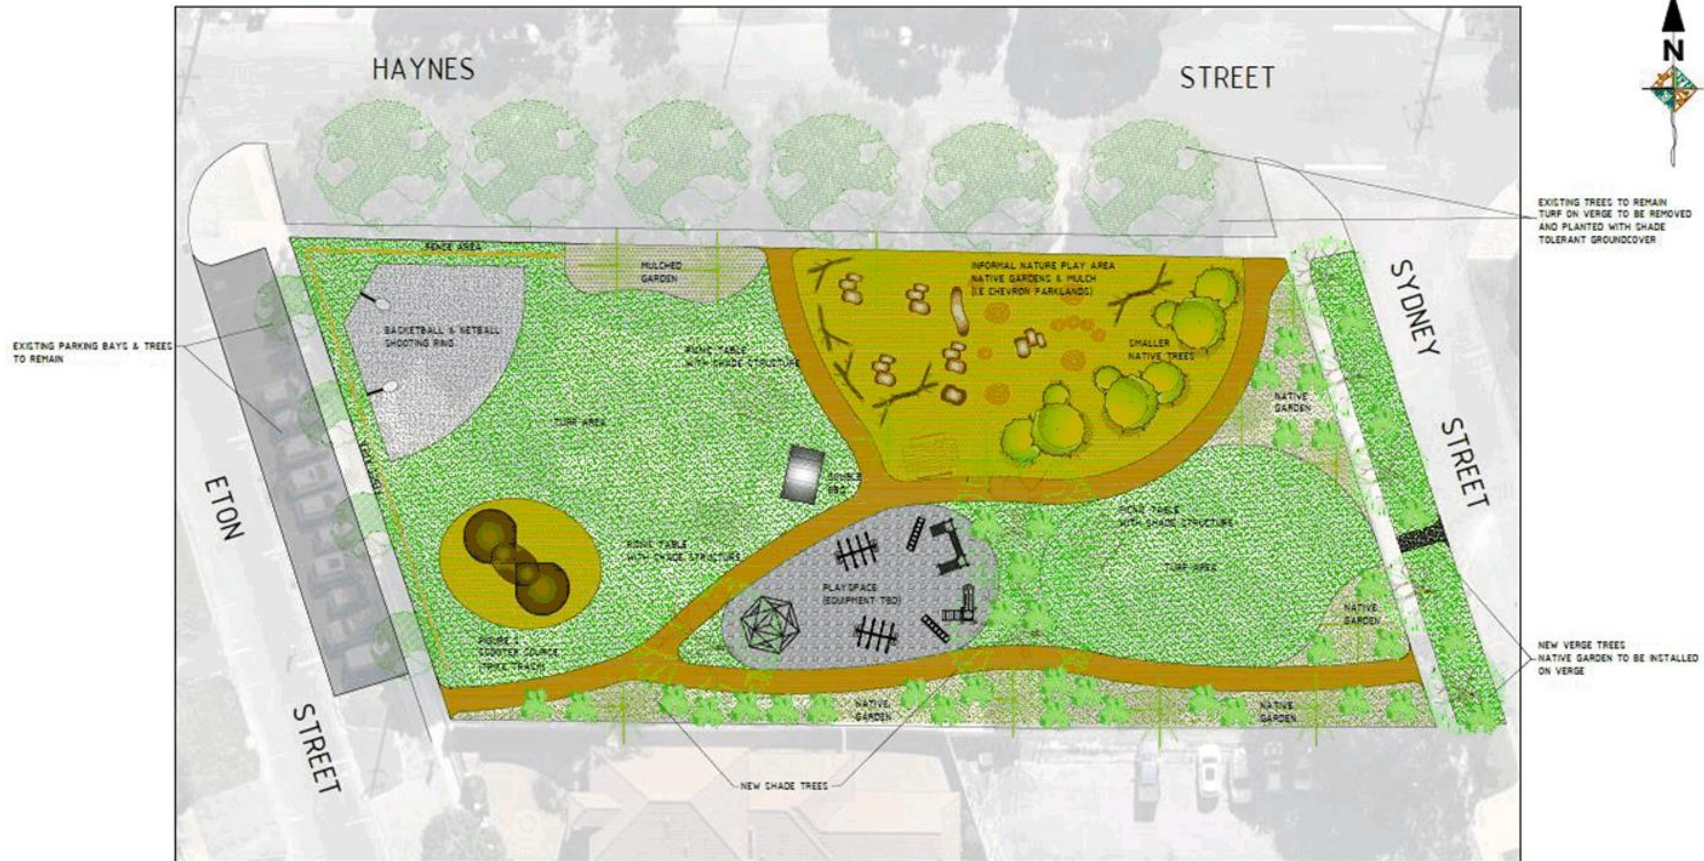 HAYNES STREET
N
EXISTING TREES TO REMAIN
TURF ON VERGE TO BE REMOVED
AND PLANTED WITH SHADE
TOLERANT GROUNDCOVER
FENCE AREA
MULCHED
GARDEN
INFORMAL NATURE PLAY AREA
NATIVE GARDENS & MULCH
(I.E CHEVRON PARKLANDS)
SYDNEY
STREET
EXISTING PARKING BAYS & TREES
TO REMAIN
BASKETBALL & NETBALL
SHOOTING RING
PICNIC TABLE
WITH SHADE STRUCTURE
SMALLER
NATIVE TREES
NATIVE
GARDEN
TURF AREA
DOUBLE
BBQ
ETON
STREET
PICNIC TABLE
WITH SHADE STRUCTURE
PICNIC TABLE
WITH SHADE STRUCTURE
TURF AREA
PLAYSPACE
(EQUIPMENT TBD)
NATIVE
GARDEN
FIGURE 8
SCOOTER COURSE
(TRIKE TRACK)
NEW VERGE TREES
NATIVE GARDEN TO BE INSTALLED
ON VERGE
NATIVE
GARDEN
NATIVE
GARDEN
NEW SHADE TREES